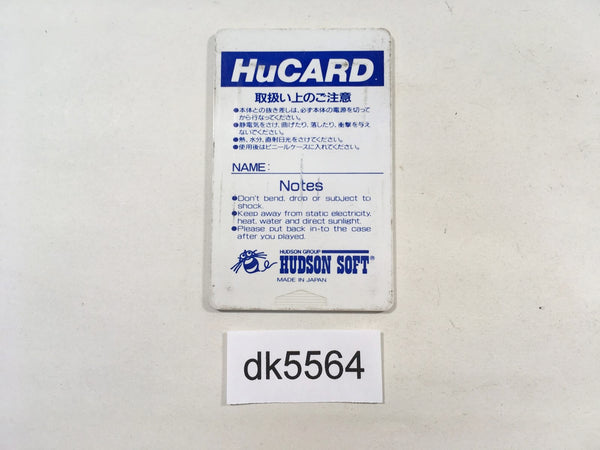 HuCARD
取扱い上のご注意
●本体との抜き差しは、必ず本体の電源を切って
から行なってください。
●静電気をさけ、曲げたり、落したり、衝撃を与え
ないでください。
●熱、水分、直射日光をさけてください。
●使用後はビニールケースに入れてください。
NAME:
Notes
●Don't bend, drop or subject to
shock.
●Keep away from static electricity,
heat, water and direct sunlight.
●Please put back in-to the case
after you played.
HUDSON GROUP
HUDSON SOFT®
MADE IN JAPAN
dk5564